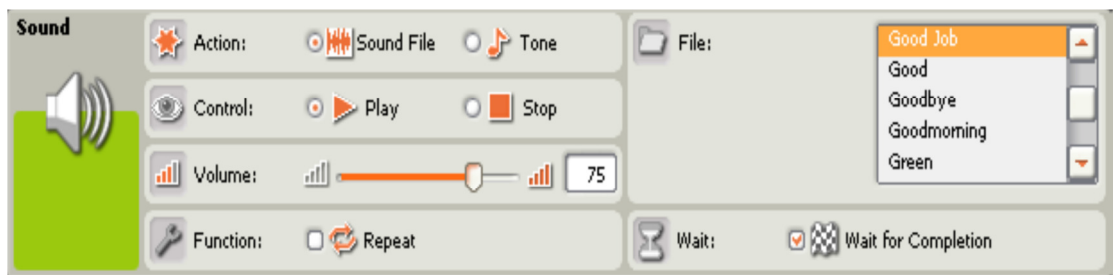 Sound
Action: Sound File Tone
Control: Play Stop
Volume: 75
Function: Repeat
File: Good Job
Good
Goodbye
Goodmorning
Green
Wait: Wait for Completion